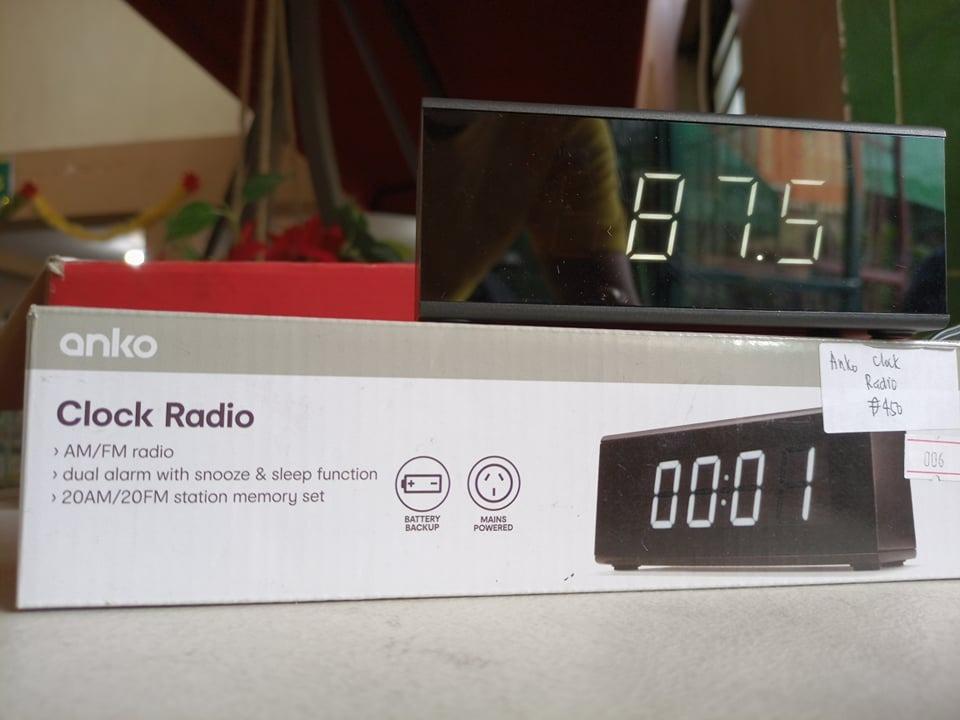 87.5
anko
Clock Radio
› AM/FM radio
› dual alarm with snooze & sleep function
› 20AM/20FM station memory set
BATTERY
BACKUP
MAINS
POWERED
00:01
Anko Clock
Radio
₱450
006